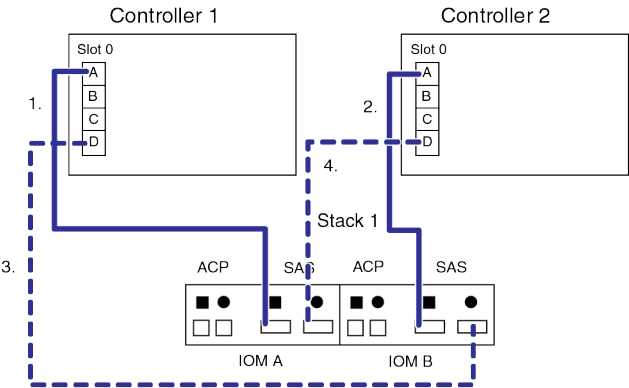 Controller 1
Controller 2
Slot 0
Slot 0
A
B
C
D
A
B
C
D
1.
2.
3.
4.
Stack 1
ACP
SAS
ACP
SAS
IOM A
IOM B